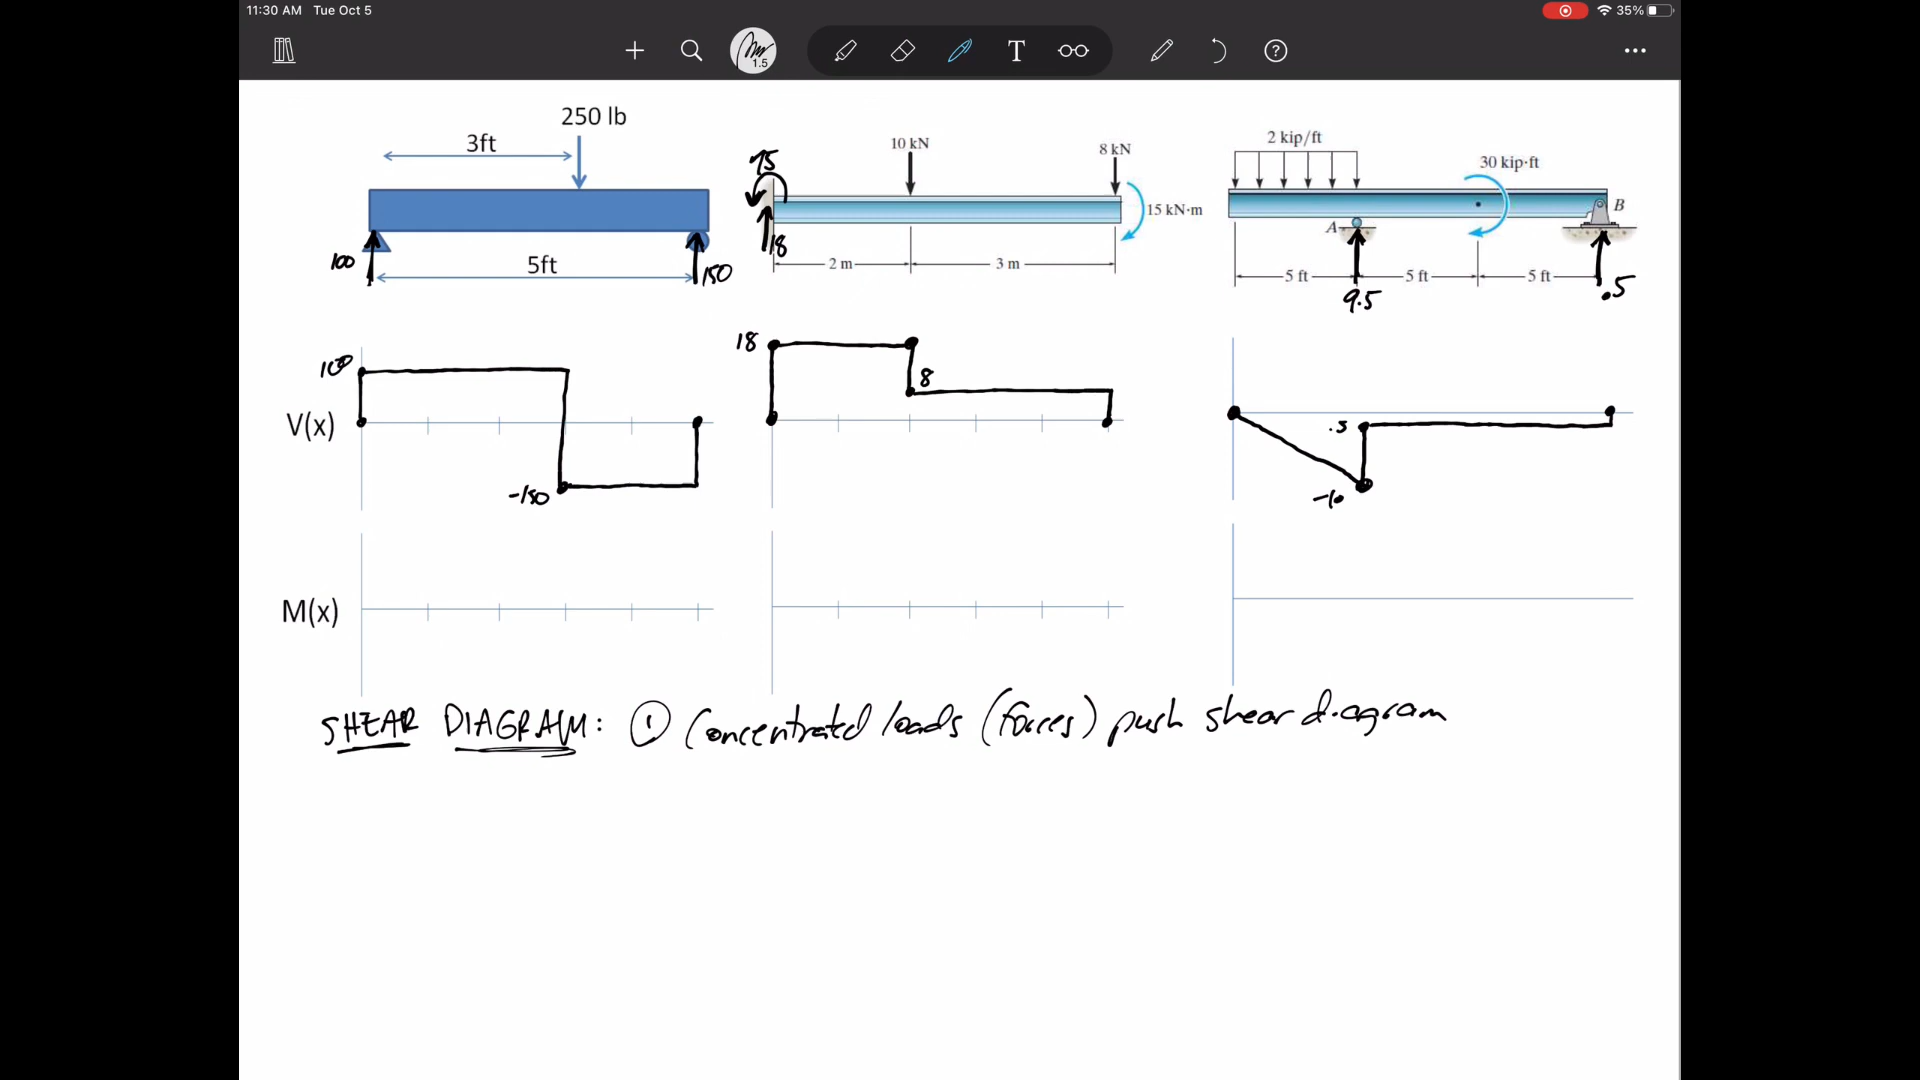 11:30 AM Tue Oct 5
35%
1.5
T
?
250 lb
3ft
5ft
100
150
10 kN
8 kN
75
15 kN·m
18
2 m
3 m
2 kip/ft
30 kip·ft
A
B
5 ft
5 ft
5 ft
9.5
.5
V(x)
100
-150
18
8
.5
-10
M(x)
SHEAR DIAGRAM: ① Concentrated loads (forces) push shear diagram